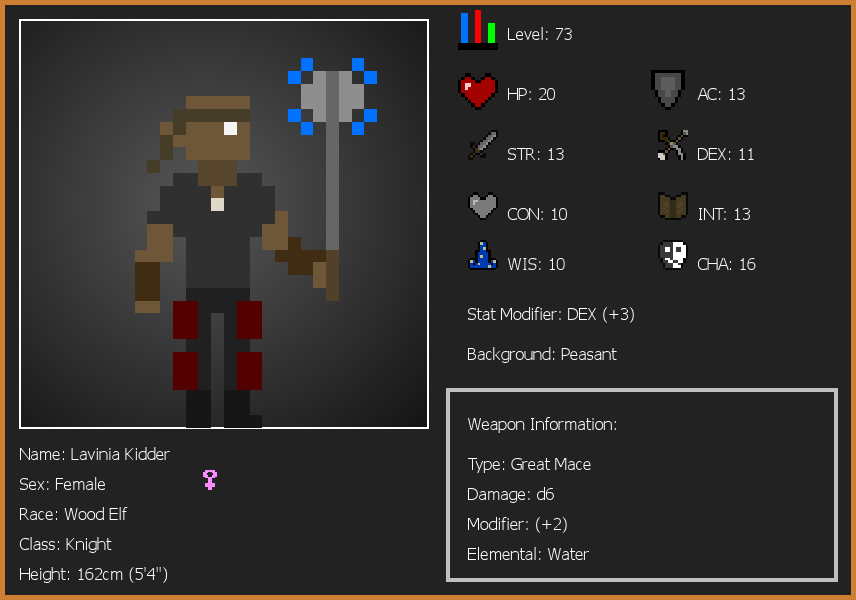 Level: 73
HP: 20
AC: 13
STR: 13
DEX: 11
CON: 10
INT: 13
WIS: 10
CHA: 16
Stat Modifier: DEX (+3)
Background: Peasant
Weapon Information:
Type: Great Mace
Damage: d6
Modifier: (+2)
Elemental: Water
Name: Lavinia Kidder
Sex: Female
Race: Wood Elf
Class: Knight
Height: 162cm (5'4")